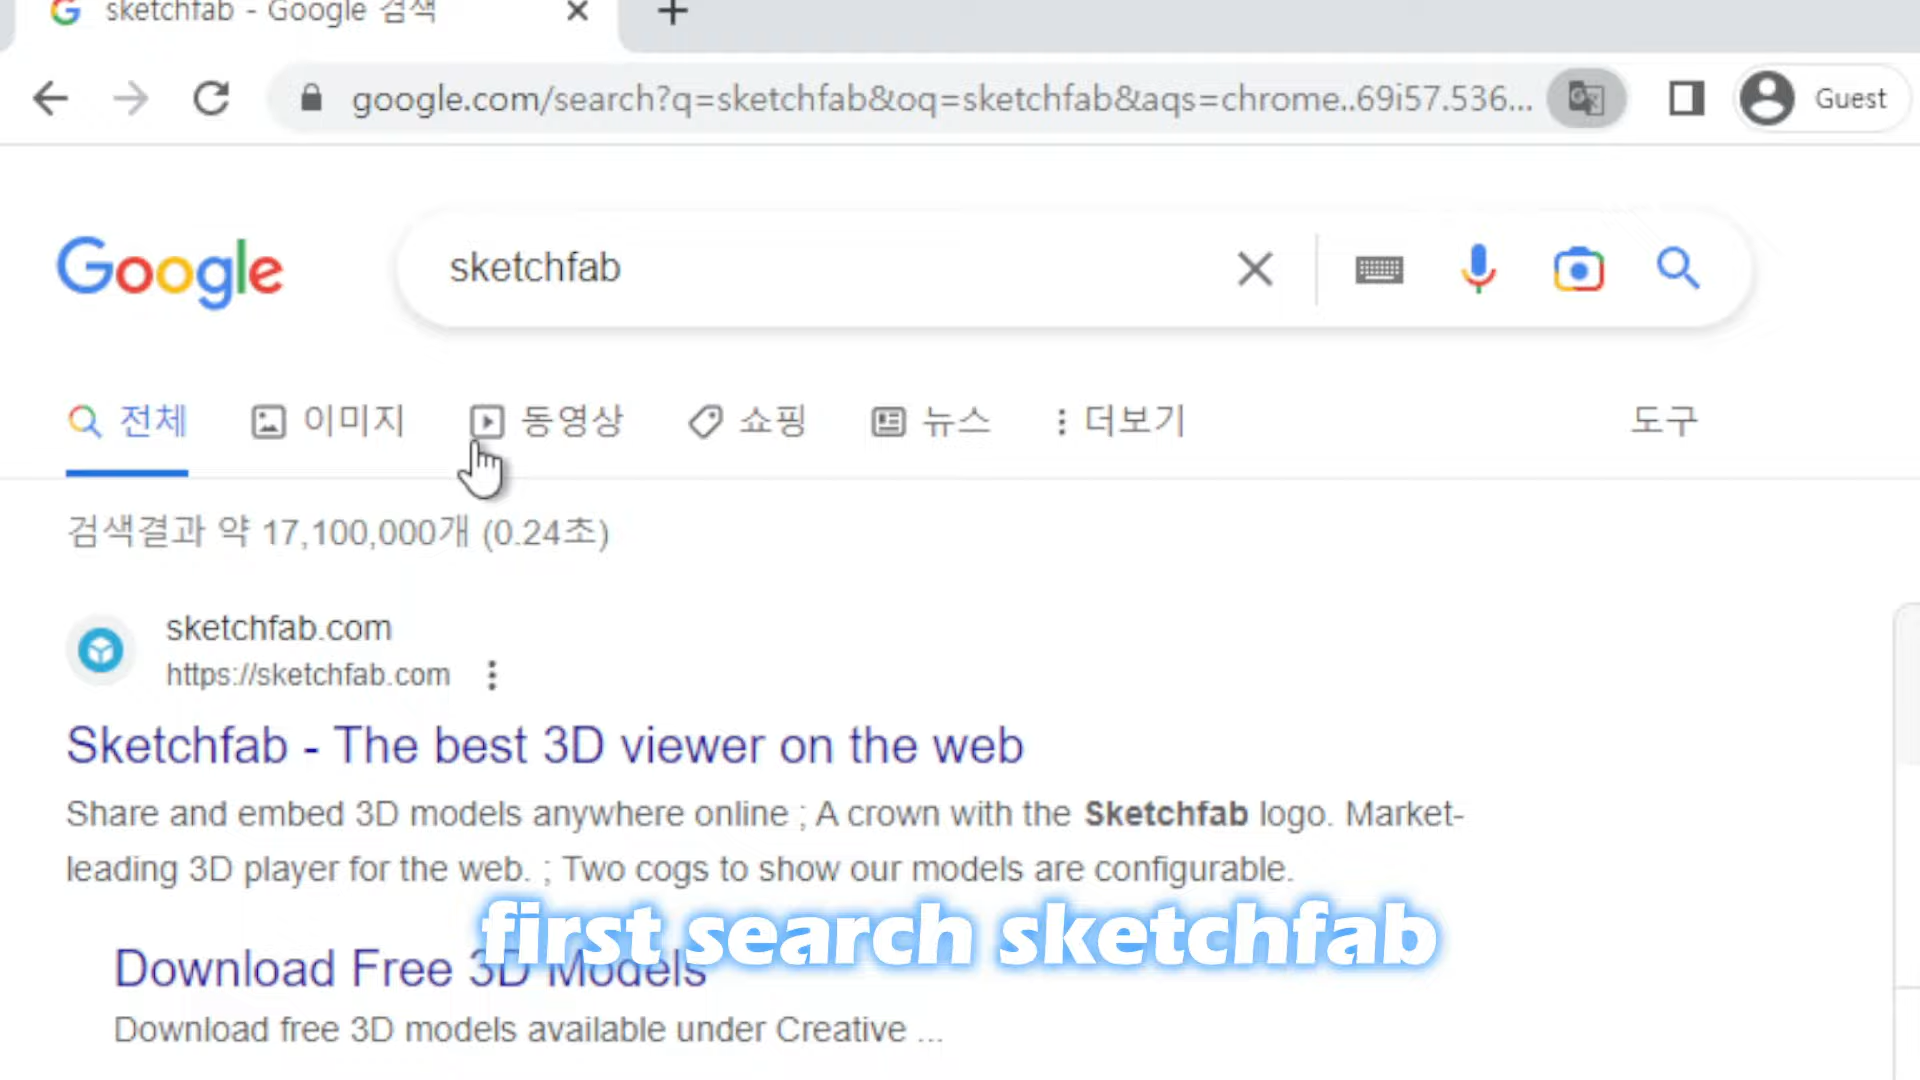 sketchfab - Google 검색
google.com/search?q=sketchfab&oq=sketchfab&aqs=chrome..69i57.536...
Guest
Google
sketchfab
전체 이미지 동영상 쇼핑 뉴스 더보기 도구
검색결과 약 17,100,000개 (0.24초)
sketchfab.com
https://sketchfab.com
Sketchfab - The best 3D viewer on the web
Share and embed 3D models anywhere online ; A crown with the Sketchfab logo. Market-
leading 3D player for the web. ; Two cogs to show our models are configurable.
first search sketchfab
Download Free 3D Models
Download free 3D models available under Creative ...